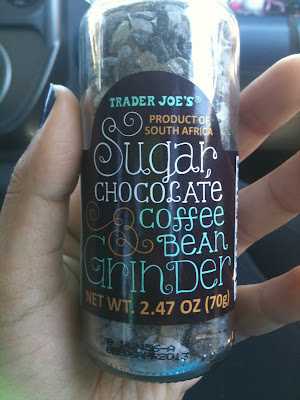 TRADER JOE'S®
PRODUCT OF
SOUTH AFRICA
Sugar,
CHOCOLATE
& Coffee
BEAN
Grinder
NET WT. 2.47 OZ (70g)